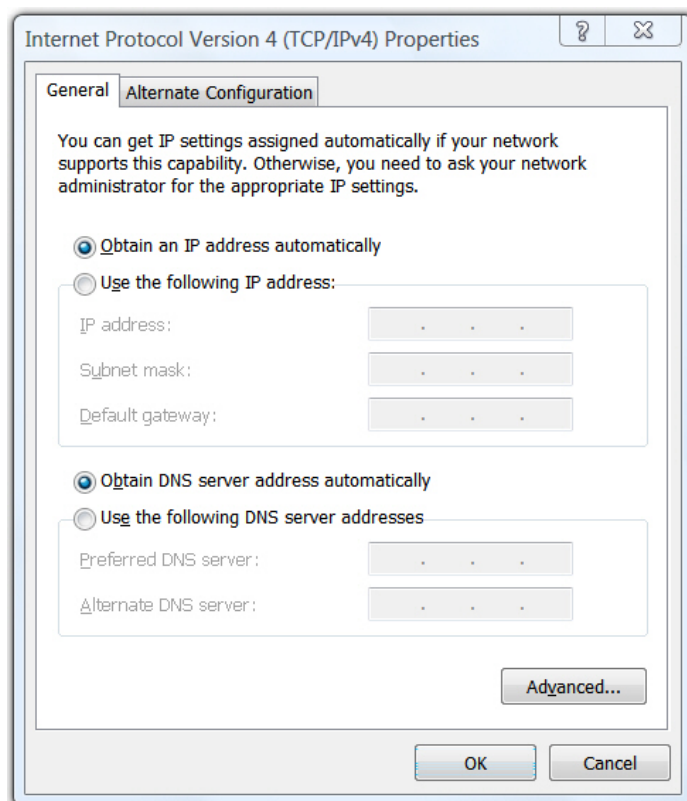 Internet Protocol Version 4 (TCP/IPv4) Properties
?
General
Alternate Configuration
You can get IP settings assigned automatically if your network
supports this capability. Otherwise, you need to ask your network
administrator for the appropriate IP settings.
Obtain an IP address automatically
Use the following IP address:
IP address:
Subnet mask:
Default gateway:
Obtain DNS server address automatically
Use the following DNS server addresses
Preferred DNS server:
Alternate DNS server:
Advanced...
OK
Cancel